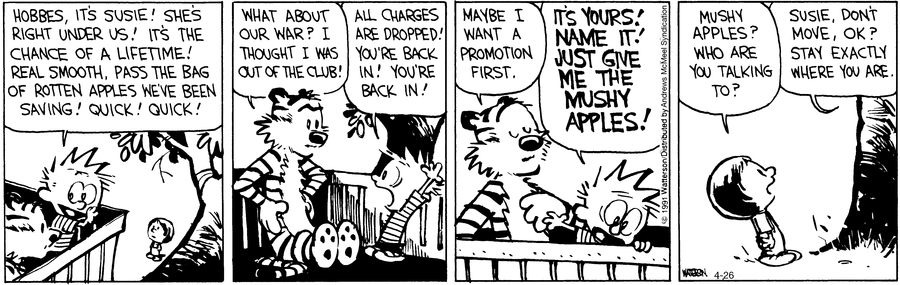 HOBBES, IT'S SUSIE! SHE'S
RIGHT UNDER US! IT'S THE
CHANCE OF A LIFETIME!
REAL SMOOTH, PASS THE BAG
OF ROTTEN APPLES WE'VE BEEN
SAVING! QUICK! QUICK!
WHAT ABOUT
OUR WAR? I
THOUGHT I WAS
OUT OF THE CLUB!
ALL CHARGES
ARE DROPPED!
YOU'RE BACK
IN! YOU'RE
BACK IN!
MAYBE I
WANT A
PROMOTION
FIRST.
IT'S YOURS!
NAME IT!
JUST GIVE
ME THE
MUSHY
APPLES!
© 1991 Watterson Distributed by Andrews McMeel Syndication
MUSHY
APPLES?
WHO ARE
YOU TALKING
TO?
SUSIE, DON'T
MOVE, OK?
STAY EXACTLY
WHERE YOU ARE.
WATTERSON 4-26